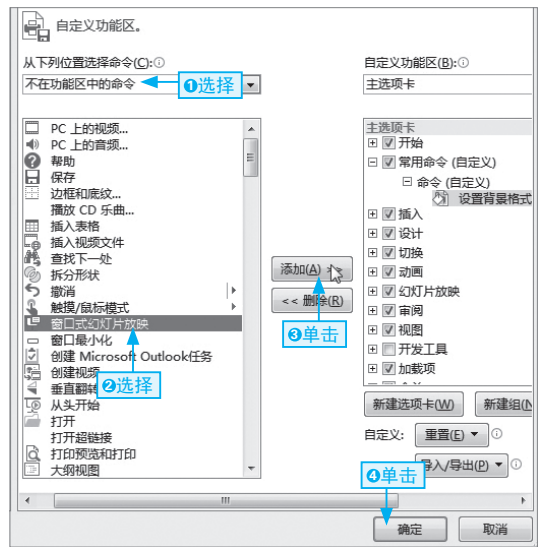 自定义功能区。
从下列位置选择命令(C):
不在功能区中的命令
❶选择
PC 上的视频...
PC 上的音频...
帮助
保存
边框和底纹...
播放 CD 乐曲...
插入表格
插入视频文件
查找下一处
拆分形状
撤消
触摸/鼠标模式
窗口式幻灯片放映
窗口最小化
创建 Microsoft Outlook任务
创建视频
❷选择
垂直翻转
从头开始
打开
打开超链接
打印预览和打印
大纲视图
添加(A) >>
<< 删除(R)
❸单击
自定义功能区(B):
主选项卡
主选项卡
开始
常用命令 (自定义)
命令 (自定义)
设置背景格式
插入
设计
切换
动画
幻灯片放映
审阅
视图
开发工具
加载项
新建选项卡(W)
新建组(N
自定义:
重置(E)
导入/导出(P)
❹单击
确定
取消